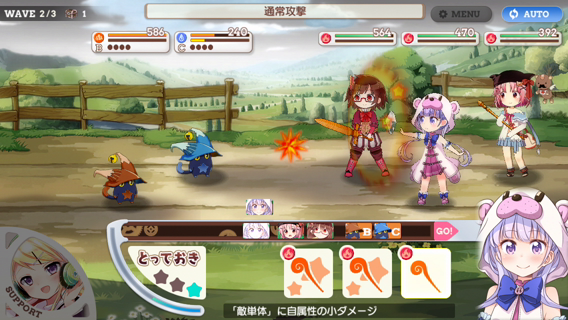 WAVE 2/3 1
通常攻撃
MENU
AUTO
586
B
240
C
564
470
392
B
C
GO!
とっておき
SUPPORT
「敵単体」に自属性の小ダメージ